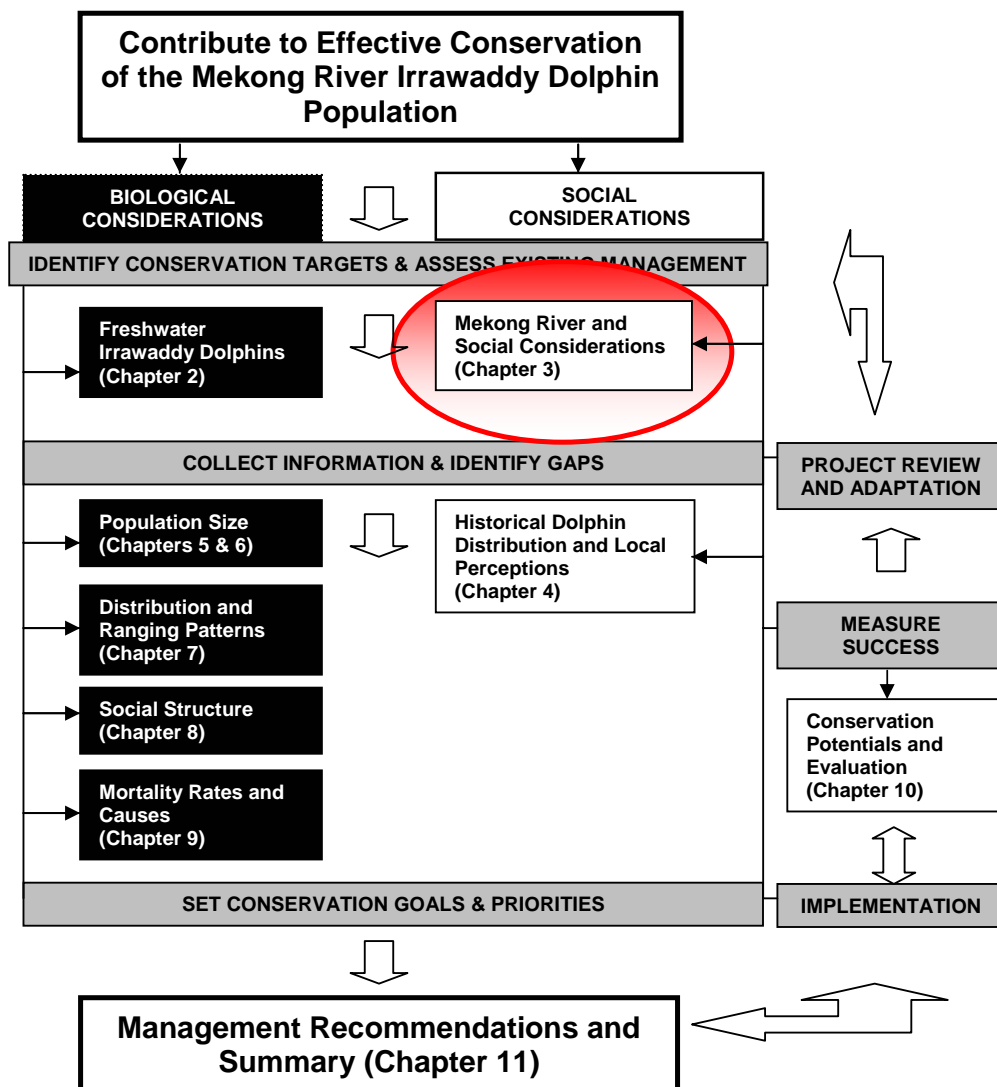 Contribute to Effective Conservation
of the Mekong River Irrawaddy Dolphin
Population
BIOLOGICAL
CONSIDERATIONS
SOCIAL
CONSIDERATIONS
IDENTIFY CONSERVATION TARGETS & ASSESS EXISTING MANAGEMENT
Freshwater
Irrawaddy Dolphins
(Chapter 2)
Mekong River and
Social Considerations
(Chapter 3)
COLLECT INFORMATION & IDENTIFY GAPS
PROJECT REVIEW
AND ADAPTATION
Population Size
(Chapters 5 & 6)
Historical Dolphin
Distribution and Local
Perceptions
(Chapter 4)
Distribution and
Ranging Patterns
(Chapter 7)
MEASURE
SUCCESS
Social Structure
(Chapter 8)
Conservation
Potentials and
Evaluation
(Chapter 10)
Mortality Rates and
Causes
(Chapter 9)
SET CONSERVATION GOALS & PRIORITIES
IMPLEMENTATION
Management Recommendations and
Summary (Chapter 11)